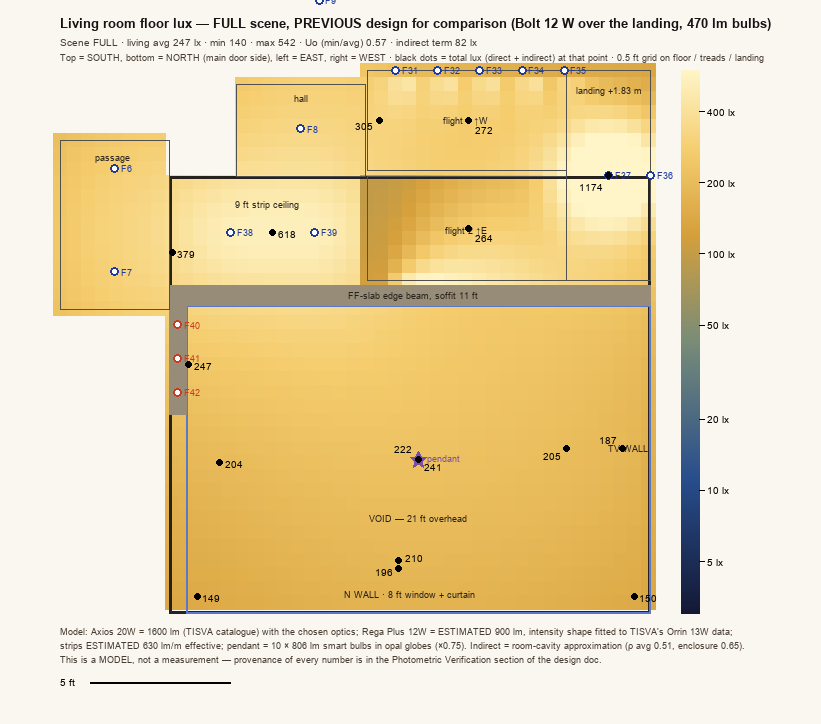 F9
Living room floor lux — FULL scene, PREVIOUS design for comparison (Bolt 12 W over the landing, 470 lm bulbs)
Scene FULL · living avg 247 lx · min 140 · max 542 · Uo (min/avg) 0.57 · indirect term 82 lx
Top = SOUTH, bottom = NORTH (main door side), left = EAST, right = WEST · black dots = total lux (direct + indirect) at that point · 0.5 ft grid on floor / treads / landing
F31 F32 F33 F34 F35
landing +1.83 m
hall
400 lx
305 flight ↑W
F8 272
passage
F6 F37 F36
200 lx
1174
9 ft strip ceiling
F38 618 F39 flight ↑E
264
379 100 lx
F7
FF-slab edge beam, soffit 11 ft
F40 50 lx
F41
247
F42
20 lx
187
222 TV WALL
205
pendant
204 241
10 lx
VOID — 21 ft overhead
210 5 lx
196
149 N WALL · 8 ft window + curtain 150
Model: Axios 20W = 1600 lm (TISVA catalogue) with the chosen optics; Rega Plus 12W = ESTIMATED 900 lm, intensity shape fitted to TISVA's Orrin 13W data;
strips ESTIMATED 630 lm/m effective; pendant = 10 × 806 lm smart bulbs in opal globes (×0.75). Indirect = room-cavity approximation (ρ avg 0.51, enclosure 0.65).
This is a MODEL, not a measurement — provenance of every number is in the Photometric Verification section of the design doc.
5 ft